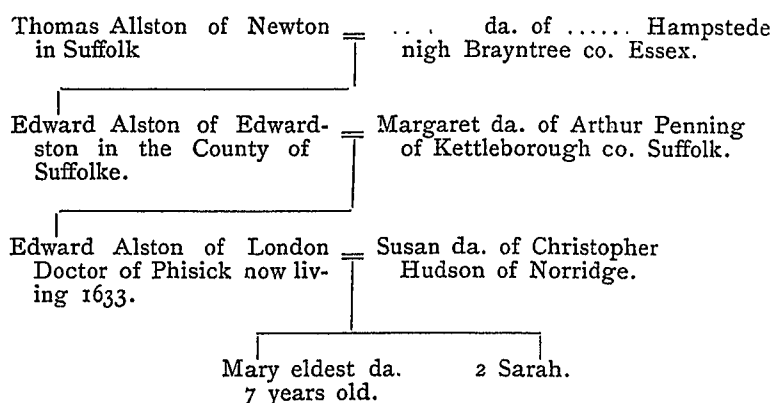 Thomas Allston of Newton
in Suffolk
. . . da. of ...... Hampstede
nigh Brayntree co. Essex.
Edward Alston of Edward-
ston in the County of
Suffolke.
Margaret da. of Arthur Penning
of Kettleborough co. Suffolk.
Edward Alston of London
Doctor of Phisick now liv-
ing 1633.
Susan da. of Christopher
Hudson of Norridge.
Mary eldest da.
7 years old.
2 Sarah.